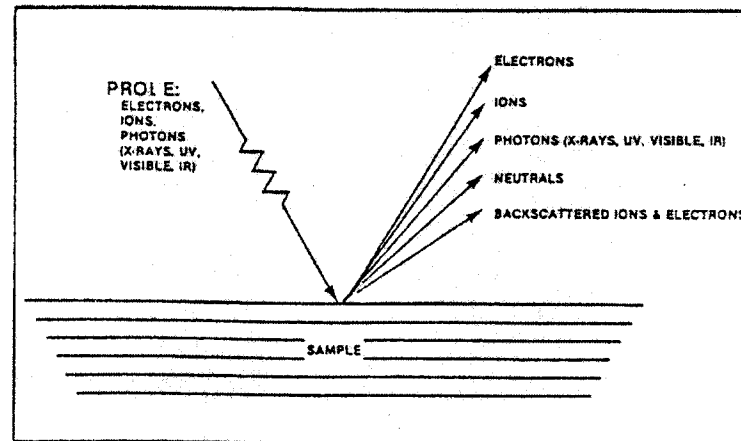 PROBE:
ELECTRONS,
IONS,
PHOTONS
(X-RAYS, UV,
VISIBLE, IR)
ELECTRONS
IONS
PHOTONS (X-RAYS, UV, VISIBLE, IR)
NEUTRALS
BACKSCATTERED IONS & ELECTRONS
SAMPLE